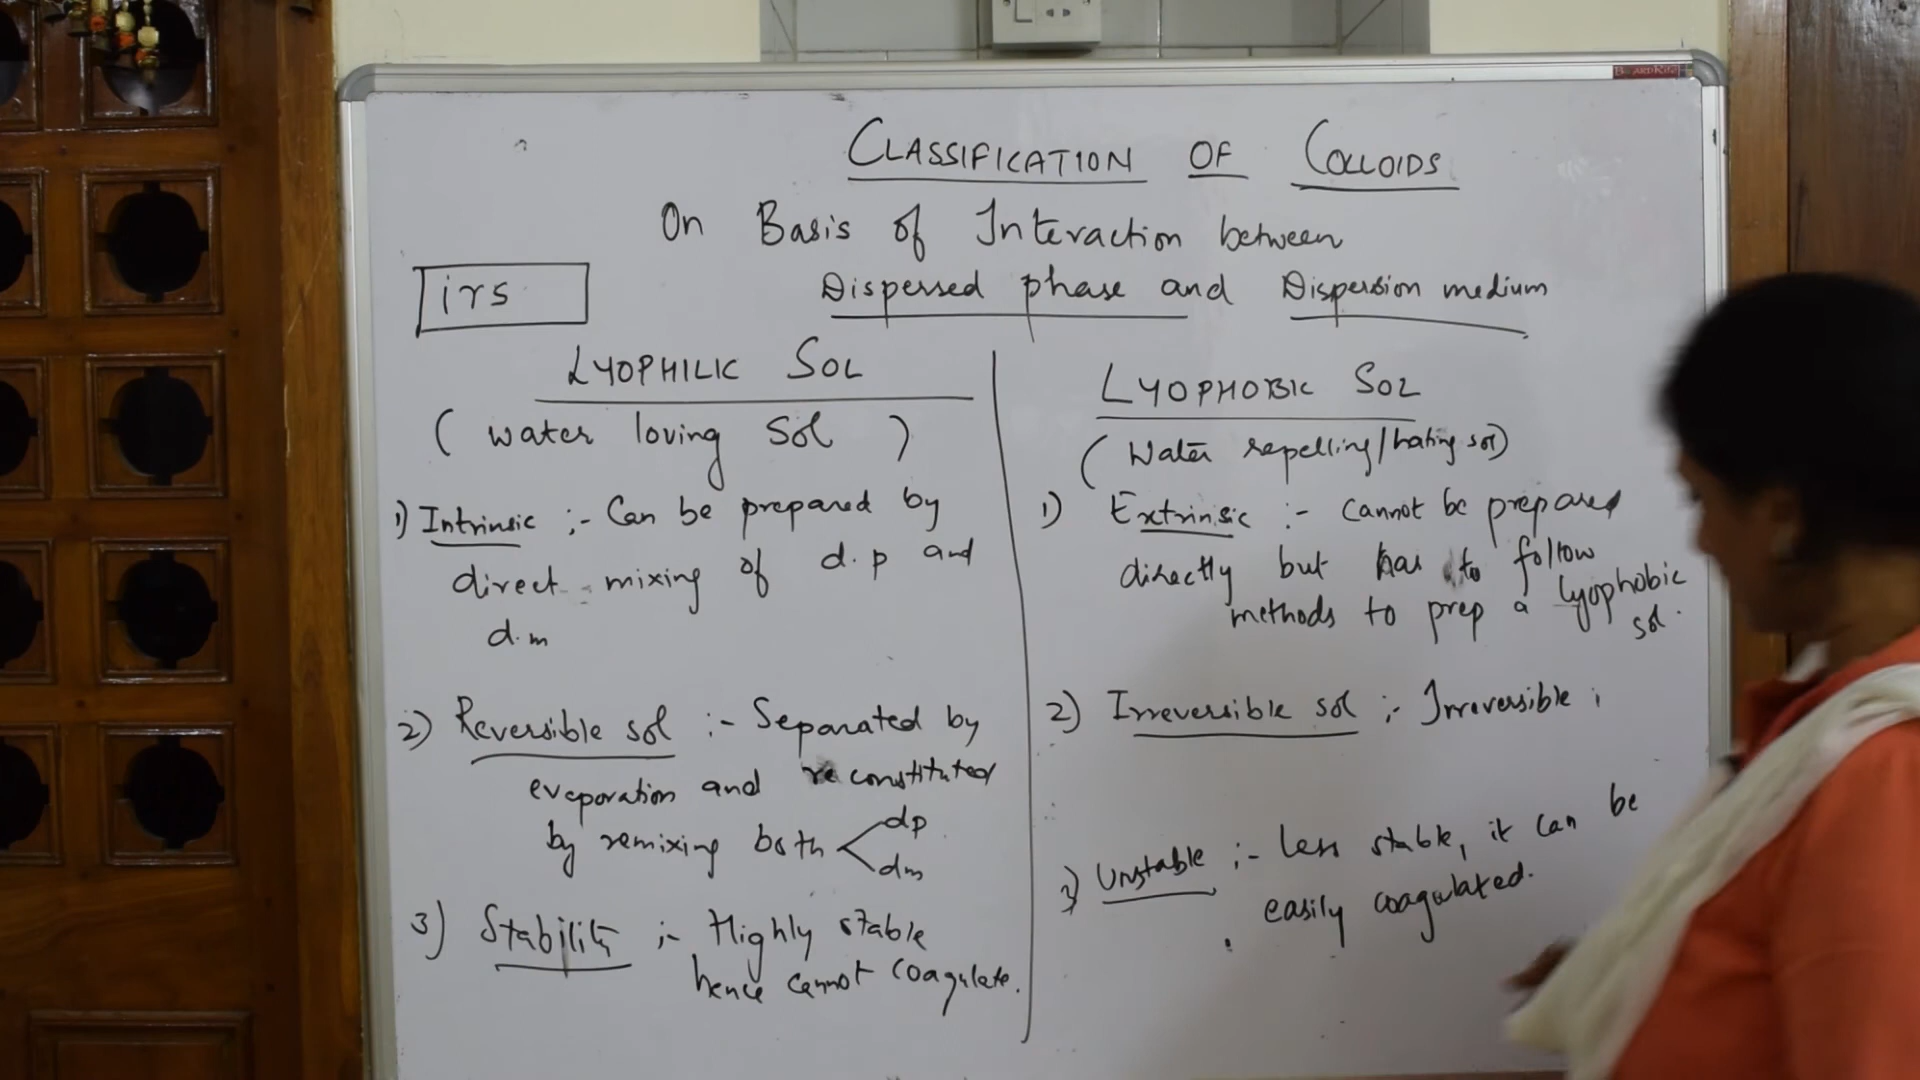 CLASSIFICATION OF COLLOIDS
On Basis of Interaction between
Dispersed phase and Dispersion medium
irs
LYOPHILIC SOL
(water loving Sol)
1) Intrinsic :- Can be prepared by
direct mixing of d.p and
d.m
2) Reversible sol :- Separated by
evaporation and reconstituted
by remixing both dp
dm
3) Stability :- Highly stable
hence cannot coagulate.
LYOPHOBIC SOL
(Water repelling/hating sol)
1) Extrinsic :- cannot be prepared
directly but has to follow
methods to prep a lyophobic
sol.
2) Irreversible sol :- Irreversible
3) Unstable :- Less stable, it can be
easily coagulated.